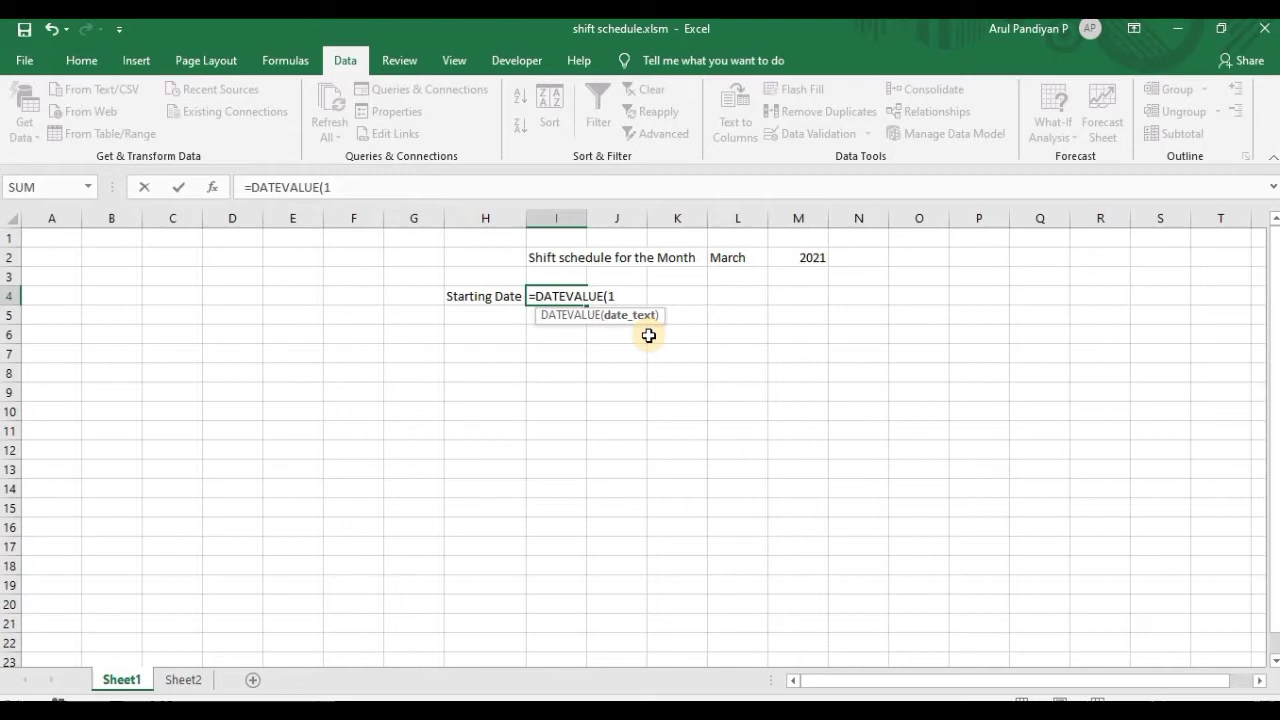 shift schedule.xlsm - Excel
Arul Pandiyan P AP
File Home Insert Page Layout Formulas Data Review View Developer Help Tell me what you want to do Share
Get Data
From Text/CSV
From Web
From Table/Range
Recent Sources
Existing Connections
Get & Transform Data
Refresh All
Queries & Connections
Properties
Edit Links
Queries & Connections
Sort
Filter
Clear
Reapply
Advanced
Sort & Filter
Text to Columns
Flash Fill
Remove Duplicates
Data Validation
Consolidate
Relationships
Manage Data Model
Data Tools
What-If Analysis
Forecast Sheet
Forecast
Group
Ungroup
Subtotal
Outline
SUM fx =DATEVALUE(1
A B C D E F G H I J K L M N O P Q R S T
1
2 Shift schedule for the Month March 2021
3
4 Starting Date =DATEVALUE(1
5 DATEVALUE(date_text)
6
7
8
9
10
11
12
13
14
15
16
17
18
19
20
21
22
23
Sheet1 Sheet2